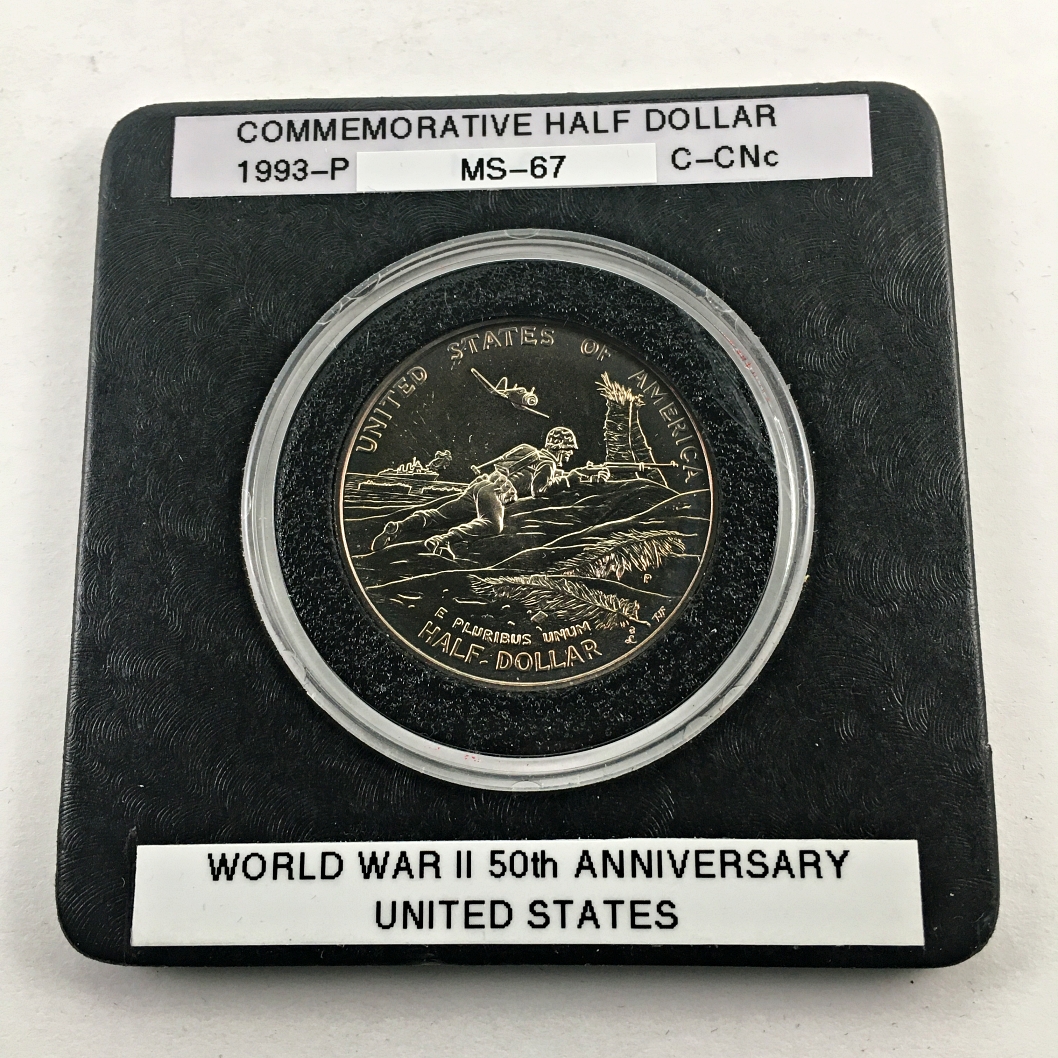 COMMEMORATIVE HALF DOLLAR
1993-P MS-67 C-CNc
UNITED STATES OF AMERICA
P
E PLURIBUS UNUM
HALF DOLLAR
WORLD WAR II 50th ANNIVERSARY
UNITED STATES